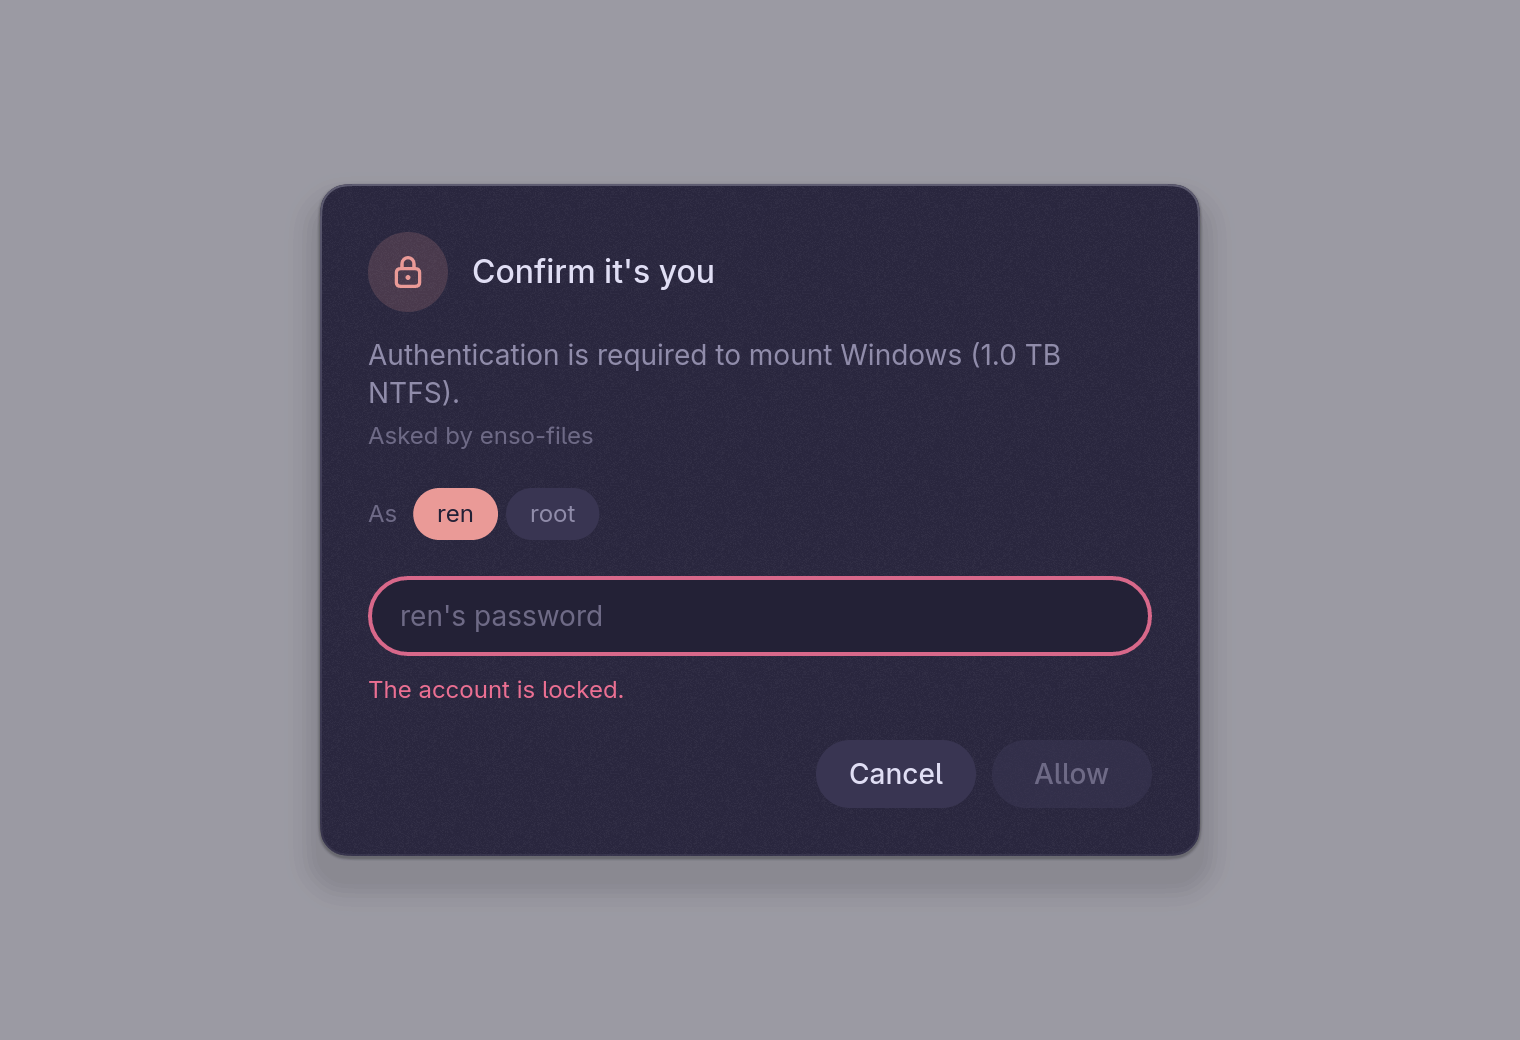 Confirm it's you
Authentication is required to mount Windows (1.0 TB
NTFS).
Asked by enso-files
As ren root
ren's password
The account is locked.
Cancel Allow